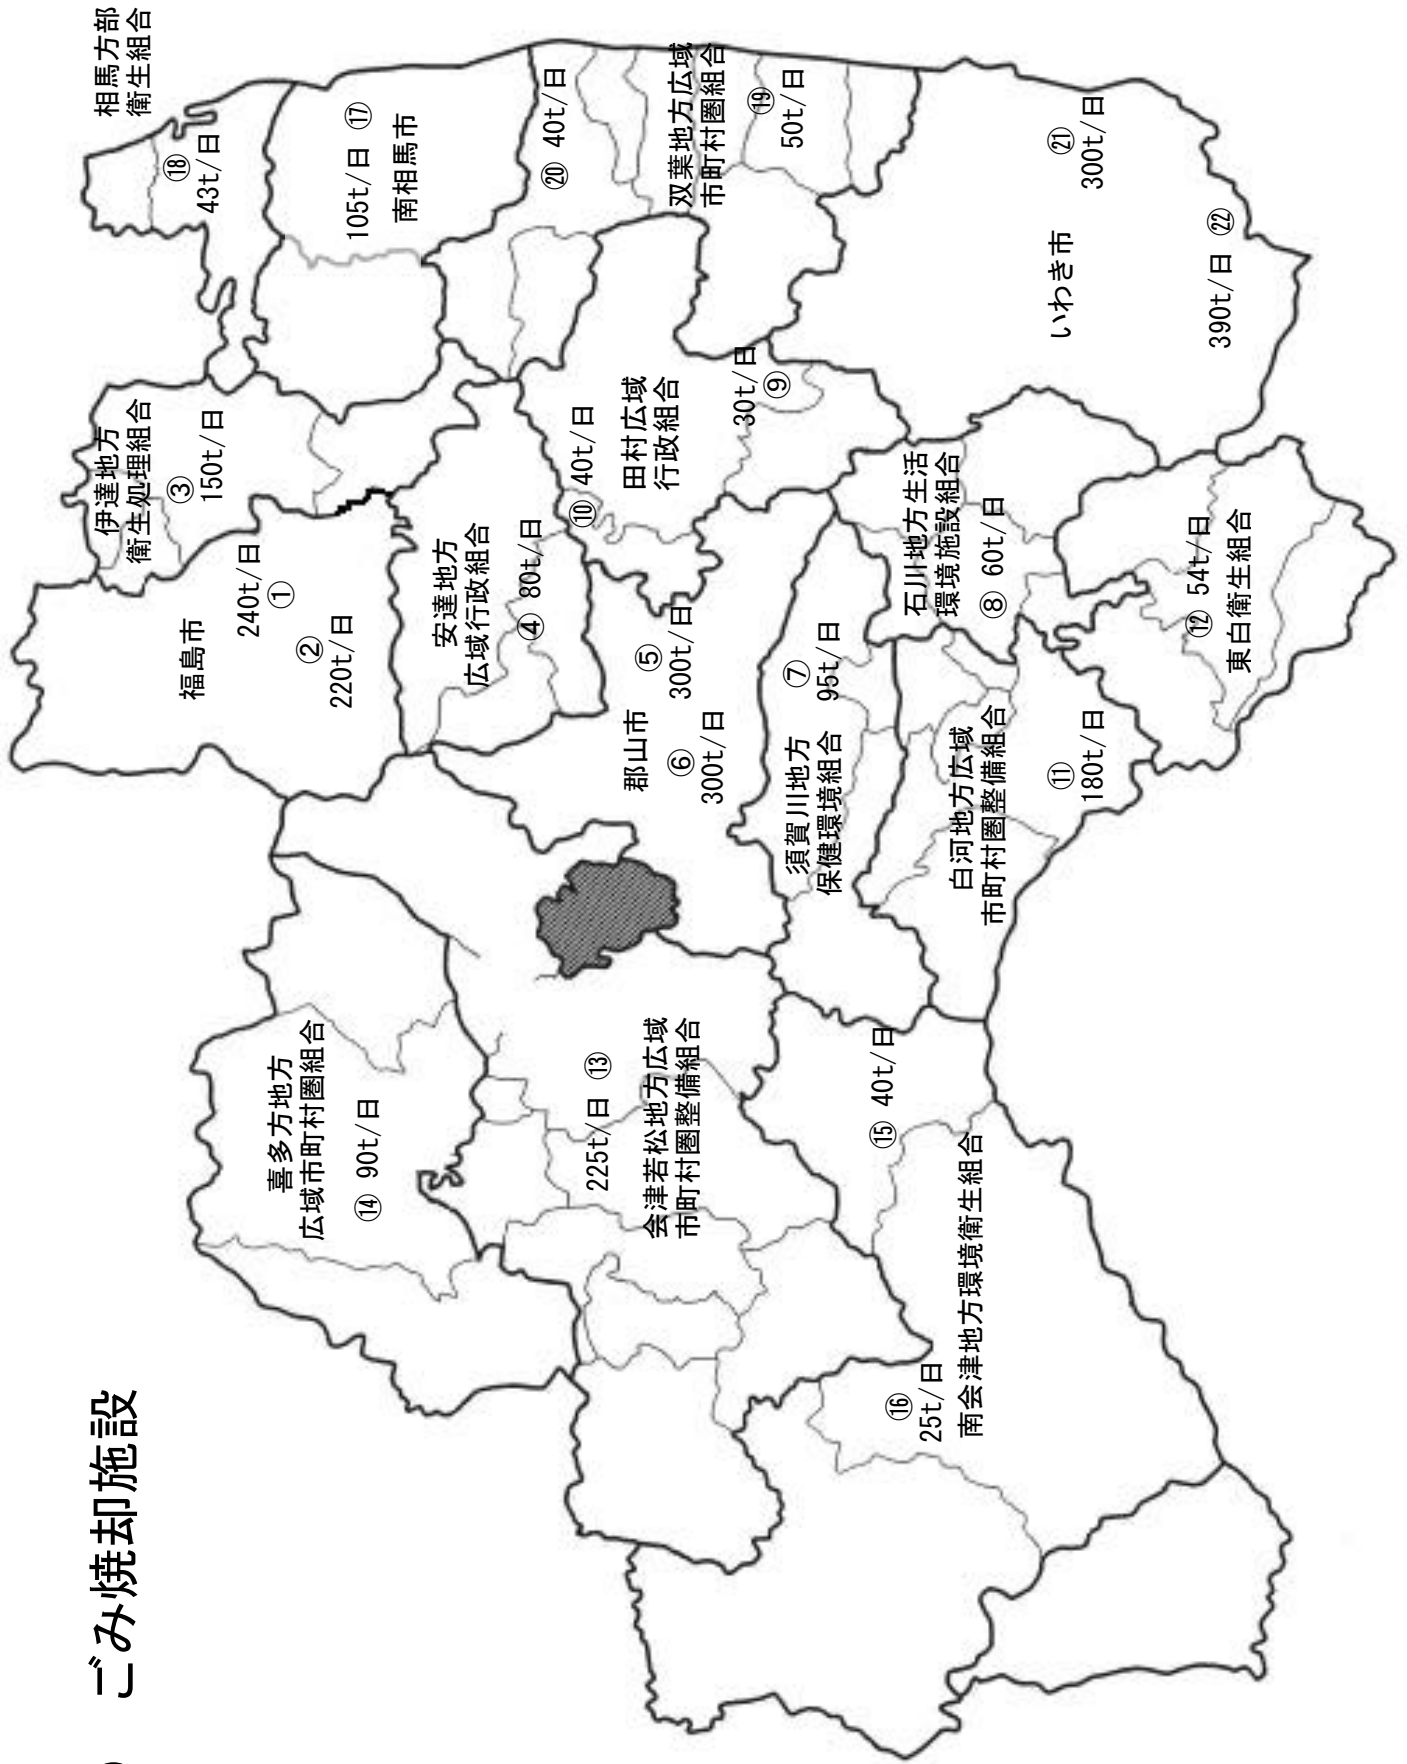 ごみ焼却施設
相馬方部
衛生組合
⑱
43t/日
105t/日 ⑰
南相馬市
⑳ 40t/日
双葉地方広域
市町村圏組合
⑲
50t/日
㉑
300t/日
いわき市
390t/日 ㉒
伊達地方
衛生処理組合
③
150t/日
福島市
240t/日
①
②
220t/日
安達地方
広域行政組合
④ 80t/日
⑩ 40t/日
田村広域
行政組合
30t/日
⑨
郡山市
⑤
300t/日
⑥
300t/日
須賀川地方
保健環境組合
⑦
95t/日
石川地方生活
環境施設組合
⑧ 60t/日
白河地方広域
市町村圏整備組合
⑪
180t/日
⑫ 54t/日
東白衛生組合
喜多方地方
広域市町村圏組合
⑭ 90t/日
225t/日 ⑬
会津若松地方広域
市町村圏整備組合
⑮ 40t/日
⑯
25t/日
南会津地方環境衛生組合